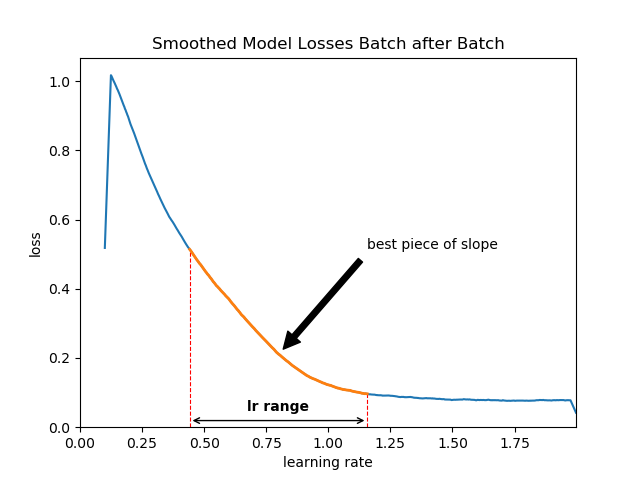 Smoothed Model Losses Batch after Batch
1.0
0.8
0.6
0.4
0.2
0.0
loss
best piece of slope
lr range
0.00 0.25 0.50 0.75 1.00 1.25 1.50 1.75
learning rate